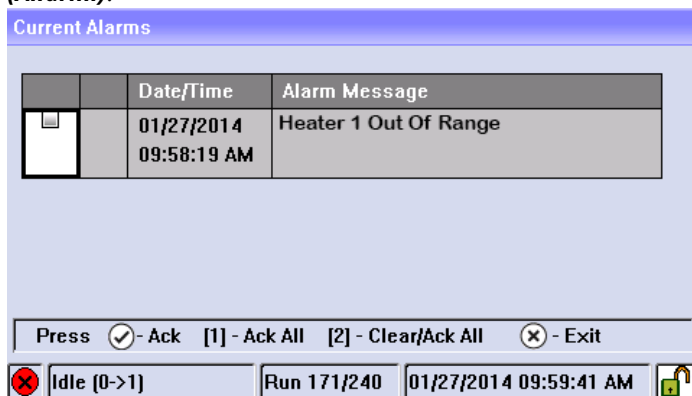 Current Alarms
Date/Time Alarm Message
01/27/2014 Heater 1 Out Of Range
09:58:19 AM
Press - Ack [1] - Ack All [2] - Clear/Ack All - Exit
Idle (0->1) Run 171/240 01/27/2014 09:59:41 AM